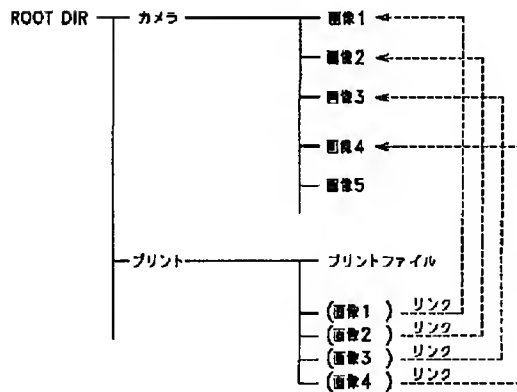 ROOT DIR カメラ 画像1
画像2
画像3
画像4
画像5
プリント プリントファイル
(画像1) リンク
(画像2) リンク
(画像3) リンク
(画像4) リンク